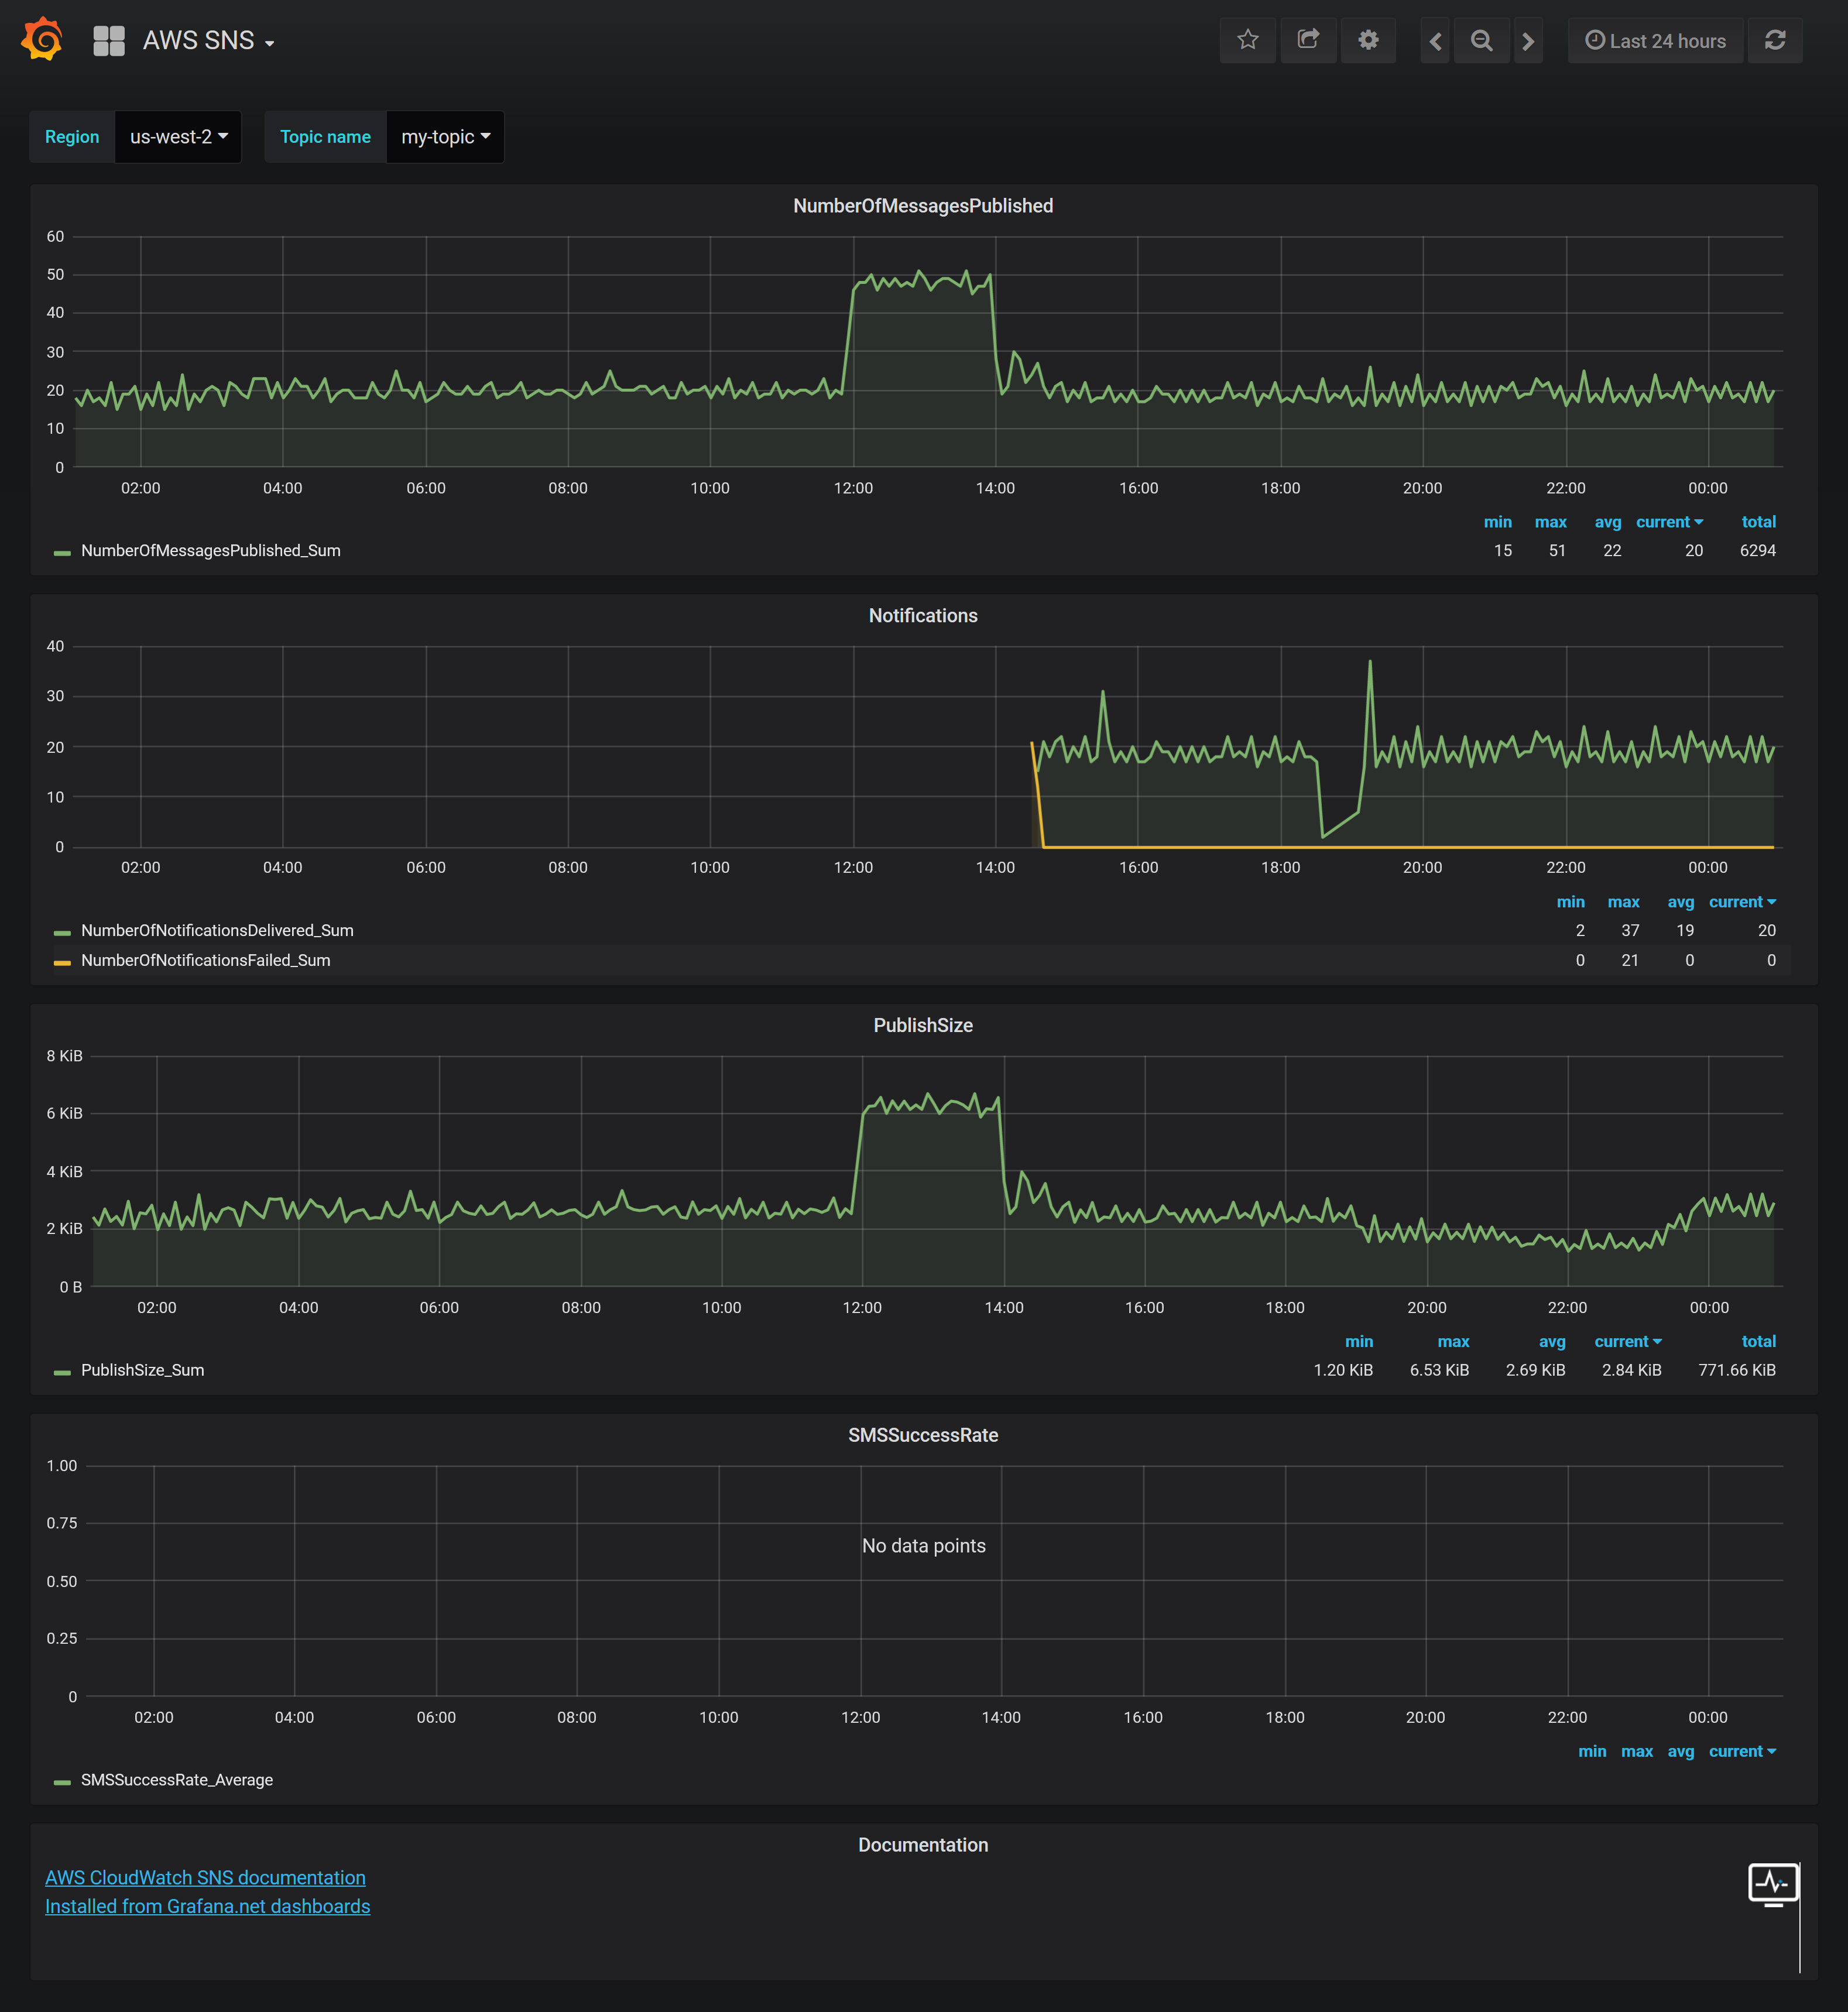 AWS SNS
Last 24 hours
Region us-west-2 Topic name my-topic
NumberOfMessagesPublished
60
50
40
30
20
10
0
02:00 04:00 06:00 08:00 10:00 12:00 14:00 16:00 18:00 20:00 22:00 00:00
min max avg current total
NumberOfMessagesPublished_Sum 15 51 22 20 6294
Notifications
40
30
20
10
0
02:00 04:00 06:00 08:00 10:00 12:00 14:00 16:00 18:00 20:00 22:00 00:00
min max avg current
NumberOfNotificationsDelivered_Sum 2 37 19 20
NumberOfNotificationsFailed_Sum 0 21 0 0
PublishSize
8 KiB
6 KiB
4 KiB
2 KiB
0 B
02:00 04:00 06:00 08:00 10:00 12:00 14:00 16:00 18:00 20:00 22:00 00:00
min max avg current total
PublishSize_Sum 1.20 KiB 6.53 KiB 2.69 KiB 2.84 KiB 771.66 KiB
SMSSuccessRate
1.00
0.75
No data points
0.50
0.25
0
02:00 04:00 06:00 08:00 10:00 12:00 14:00 16:00 18:00 20:00 22:00 00:00
min max avg current
SMSSuccessRate_Average
Documentation
AWS CloudWatch SNS documentation
Installed from Grafana.net dashboards